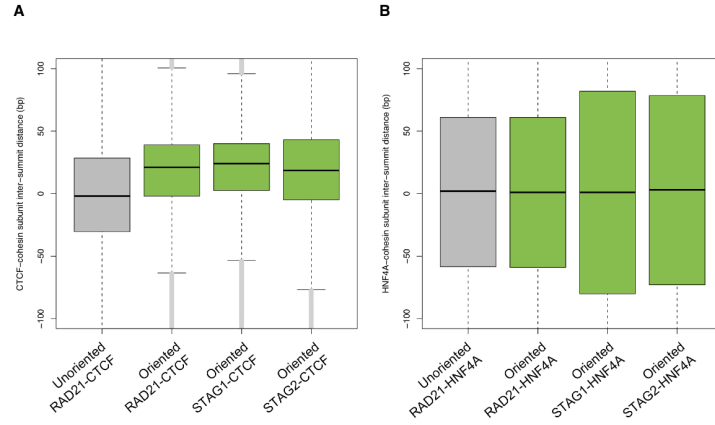 A
CTCF−cohesin subunit inter−summit distance (bp)
100
50
0
−50
−100
Unoriented
RAD21-CTCF
Oriented
RAD21-CTCF
Oriented
STAG1-CTCF
Oriented
STAG2-CTCF
B
HNF4A−cohesin subunit inter−summit distance (bp)
100
50
0
−50
−100
Unoriented
RAD21-HNF4A
Oriented
RAD21-HNF4A
Oriented
STAG1-HNF4A
Oriented
STAG2-HNF4A